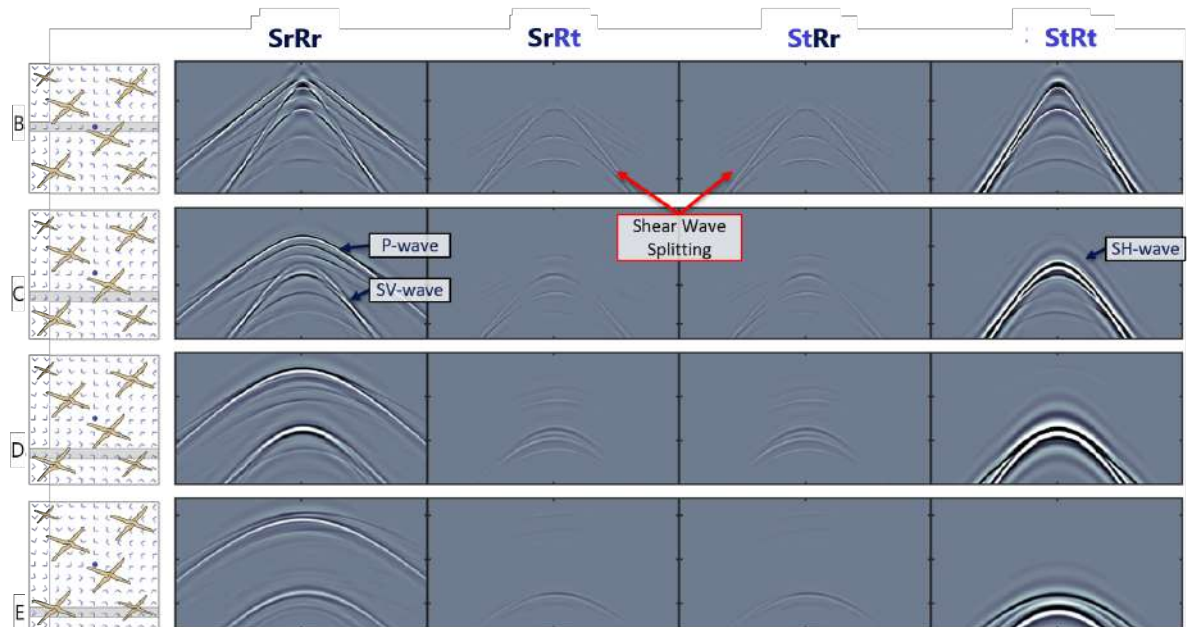 SrRr
SrRt
StRr
: StRt
B
Shear Wave
Splitting
C
P-wave
SV-wave
SH-wave
D
E